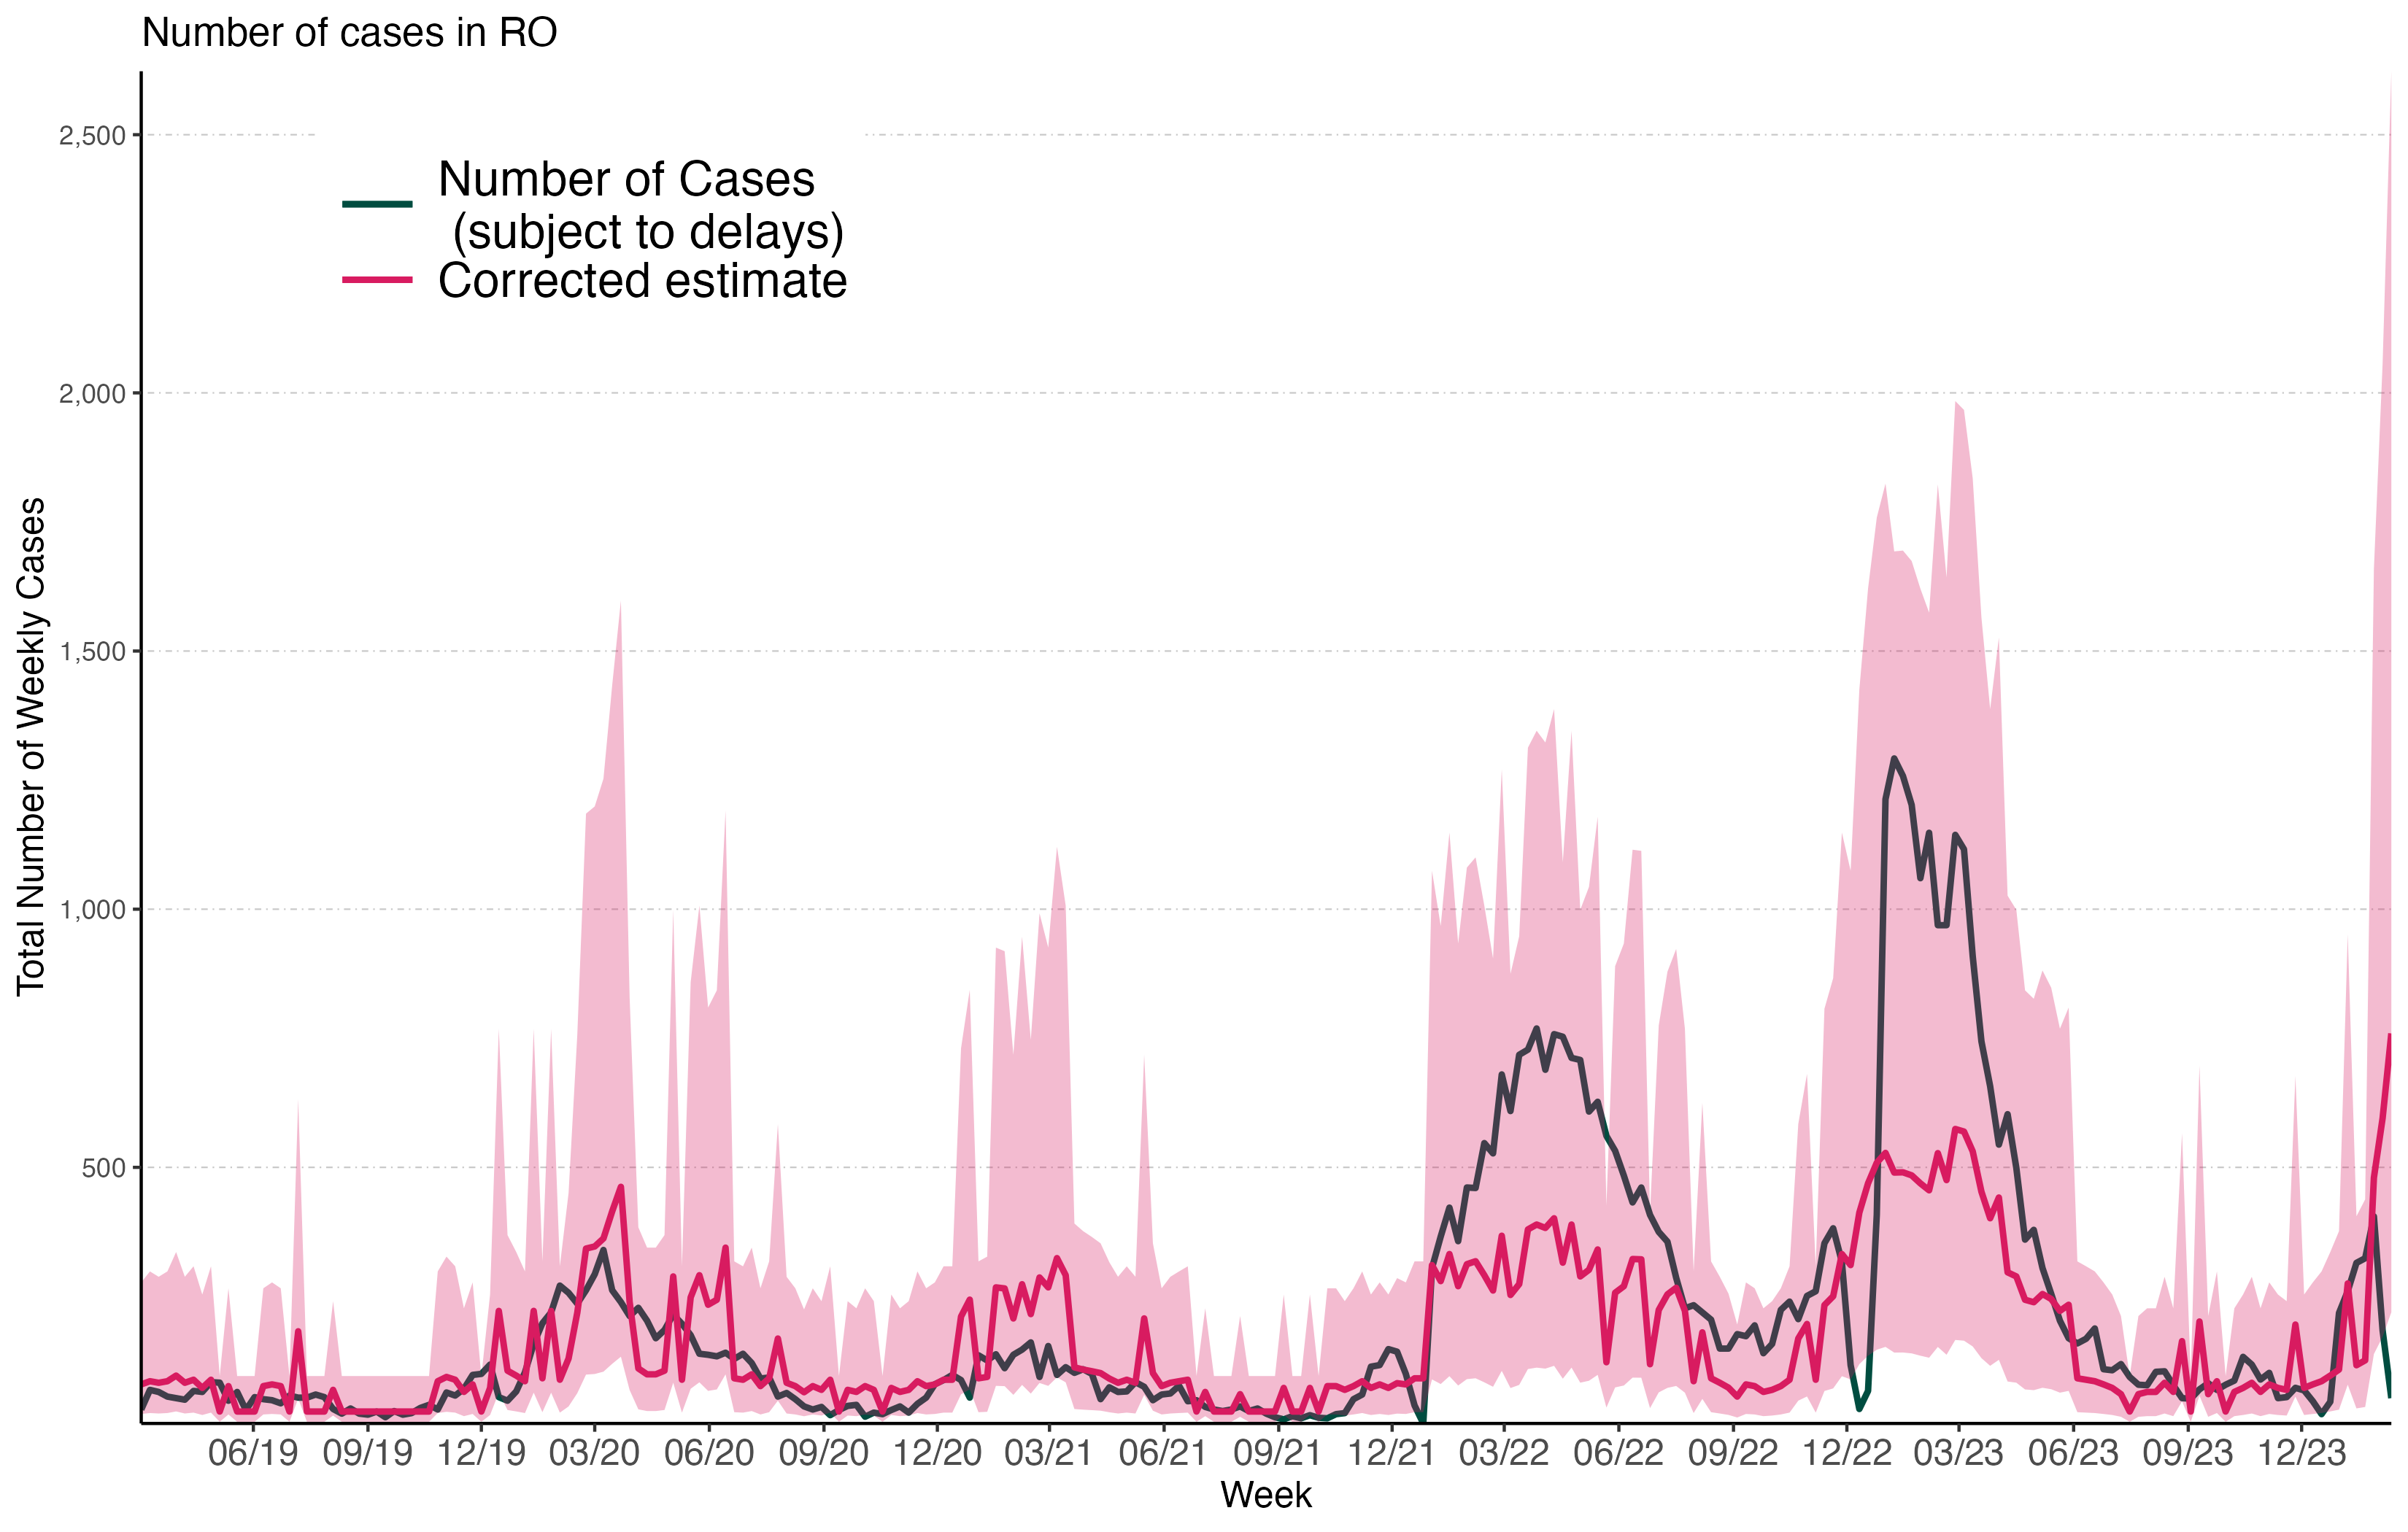 Number of cases in RO
2,500
2,000
1,500
1,000
500
Total Number of Weekly Cases
Number of Cases
(subject to delays)
Corrected estimate
06/19 09/19 12/19 03/20 06/20 09/20 12/20 03/21 06/21 09/21 12/21 03/22 06/22 09/22 12/22 03/23 06/23 09/23 12/23
Week